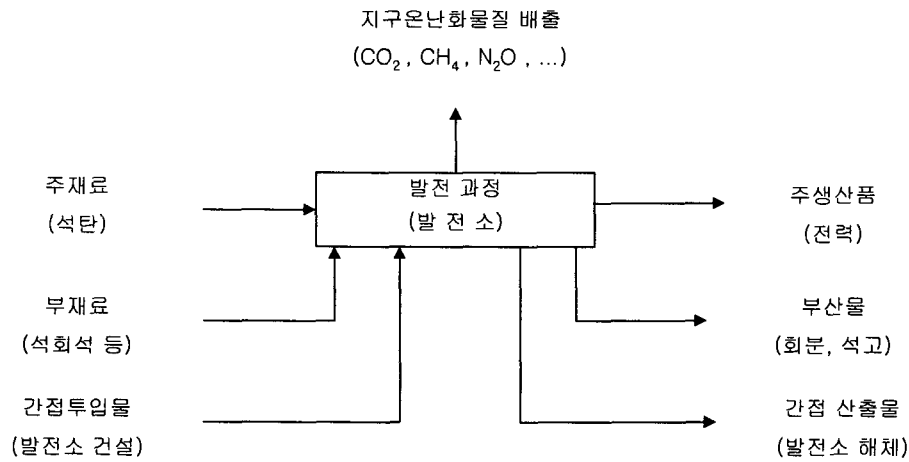 지구온난화물질 배출
(CO₂, CH₄, N₂O, ...)
발전 과정
(발 전 소)
주재료
(석탄)
주생산품
(전력)
부재료
(석회석 등)
부산물
(회분, 석고)
간접투입물
(발전소 건설)
간접 산출물
(발전소 해체)